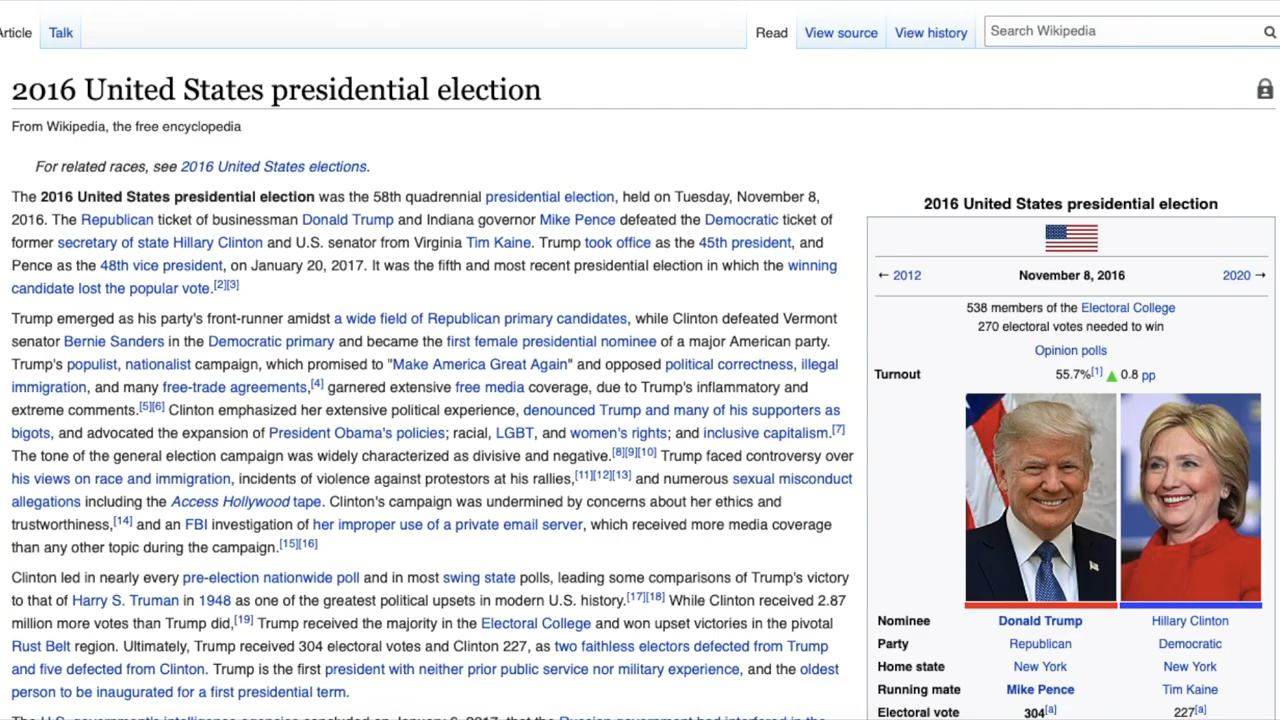 Article Talk Read View source View history Search Wikipedia
2016 United States presidential election
From Wikipedia, the free encyclopedia
For related races, see 2016 United States elections.
The 2016 United States presidential election was the 58th quadrennial presidential election, held on Tuesday, November 8,
2016. The Republican ticket of businessman Donald Trump and Indiana governor Mike Pence defeated the Democratic ticket of
former secretary of state Hillary Clinton and U.S. senator from Virginia Tim Kaine. Trump took office as the 45th president, and
Pence as the 48th vice president, on January 20, 2017. It was the fifth and most recent presidential election in which the winning
candidate lost the popular vote.[2][3]
Trump emerged as his party's front-runner amidst a wide field of Republican primary candidates, while Clinton defeated Vermont
senator Bernie Sanders in the Democratic primary and became the first female presidential nominee of a major American party.
Trump's populist, nationalist campaign, which promised to "Make America Great Again" and opposed political correctness, illegal
immigration, and many free-trade agreements,[4] garnered extensive free media coverage, due to Trump's inflammatory and
extreme comments.[5][6] Clinton emphasized her extensive political experience, denounced Trump and many of his supporters as
bigots, and advocated the expansion of President Obama's policies; racial, LGBT, and women's rights; and inclusive capitalism.[7]
The tone of the general election campaign was widely characterized as divisive and negative.[8][9][10] Trump faced controversy over
his views on race and immigration, incidents of violence against protestors at his rallies,[11][12][13] and numerous sexual misconduct
allegations including the Access Hollywood tape. Clinton's campaign was undermined by concerns about her ethics and
trustworthiness,[14] and an FBI investigation of her improper use of a private email server, which received more media coverage
than any other topic during the campaign.[15][16]
Clinton led in nearly every pre-election nationwide poll and in most swing state polls, leading some comparisons of Trump's victory
to that of Harry S. Truman in 1948 as one of the greatest political upsets in modern U.S. history.[17][18] While Clinton received 2.87
million more votes than Trump did,[19] Trump received the majority in the Electoral College and won upset victories in the pivotal
Rust Belt region. Ultimately, Trump received 304 electoral votes and Clinton 227, as two faithless electors defected from Trump
and five defected from Clinton. Trump is the first president with neither prior public service nor military experience, and the oldest
person to be inaugurated for a first presidential term.
The U.S. government's intelligence agencies concluded on January 6, 2017, that the Russian government had interfered in the
2016 United States presidential election
← 2012 November 8, 2016 2020 →
538 members of the Electoral College
270 electoral votes needed to win
Opinion polls
Turnout 55.7%[1] ▲ 0.8 pp
Nominee Donald Trump Hillary Clinton
Party Republican Democratic
Home state New York New York
Running mate Mike Pence Tim Kaine
Electoral vote 304[a] 227[a]